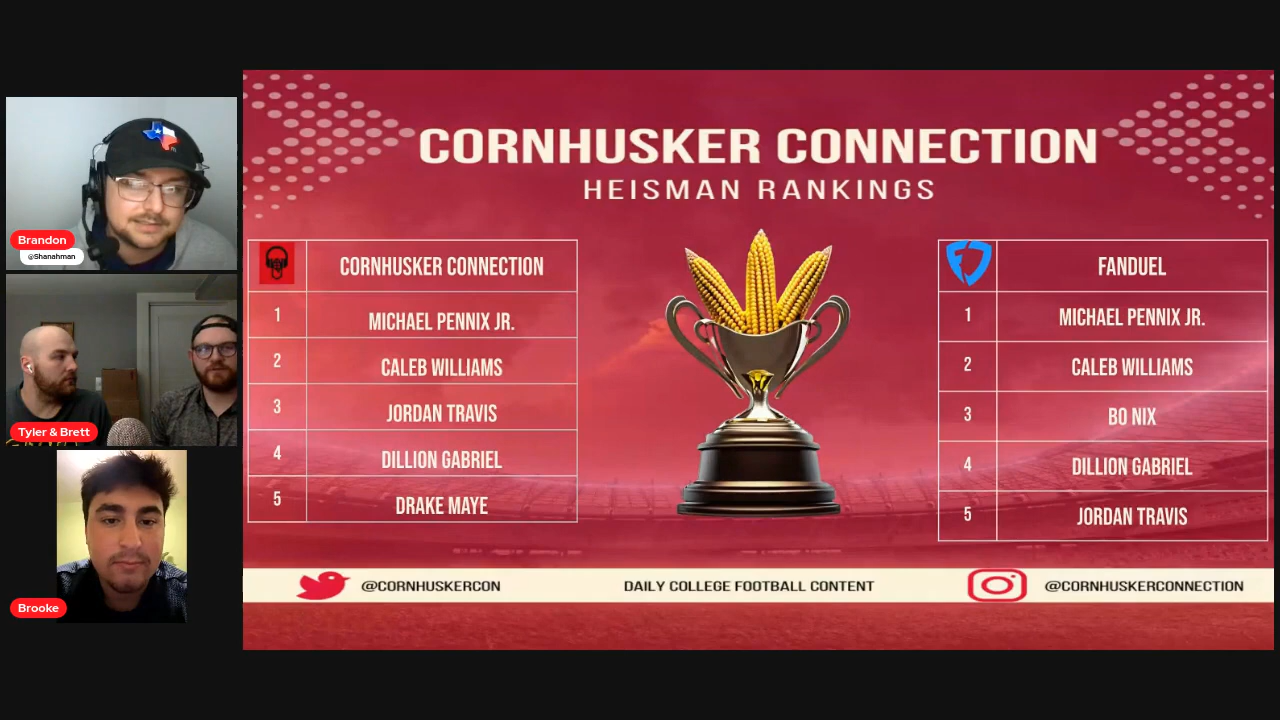 CORNHUSKER CONNECTION
HEISMAN RANKINGS
CORNHUSKER CONNECTION
1 MICHAEL PENNIX JR.
2 CALEB WILLIAMS
3 JORDAN TRAVIS
4 DILLION GABRIEL
5 DRAKE MAYE
FANDUEL
1 MICHAEL PENNIX JR.
2 CALEB WILLIAMS
3 BO NIX
4 DILLION GABRIEL
5 JORDAN TRAVIS
@CORNHUSKERCON
DAILY COLLEGE FOOTBALL CONTENT
@CORNHUSKERCONNECTION
Brandon
@Shanahman
Tyler & Brett
Brooke